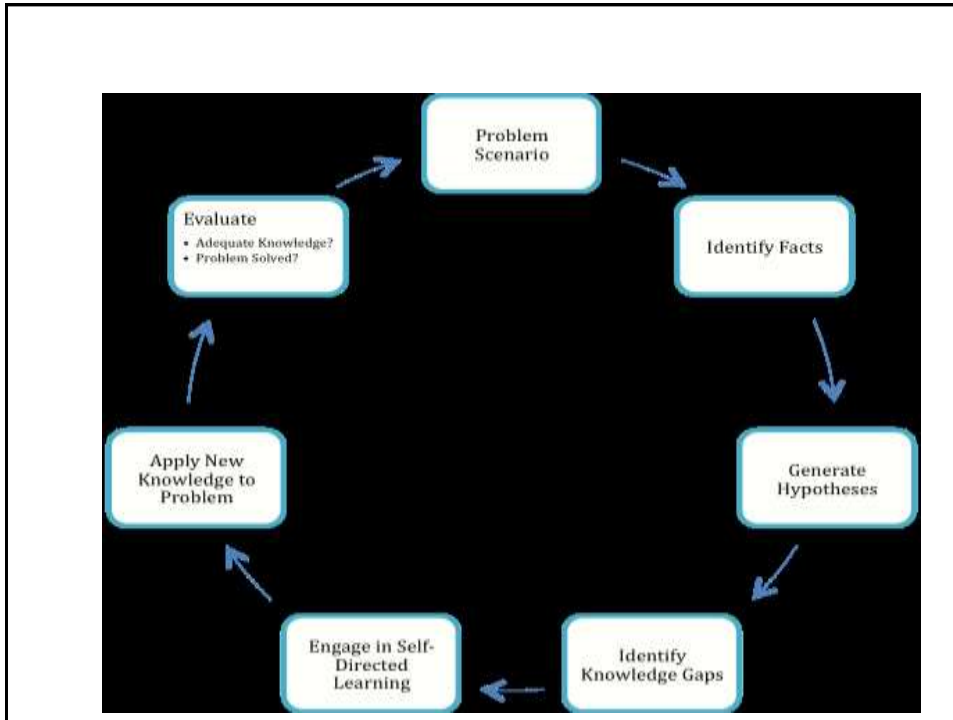 Problem
Scenario
Identify Facts
Generate
Hypotheses
Identify
Knowledge Gaps
Engage in Self-
Directed
Learning
Apply New
Knowledge to
Problem
Evaluate
• Adequate Knowledge?
• Problem Solved?